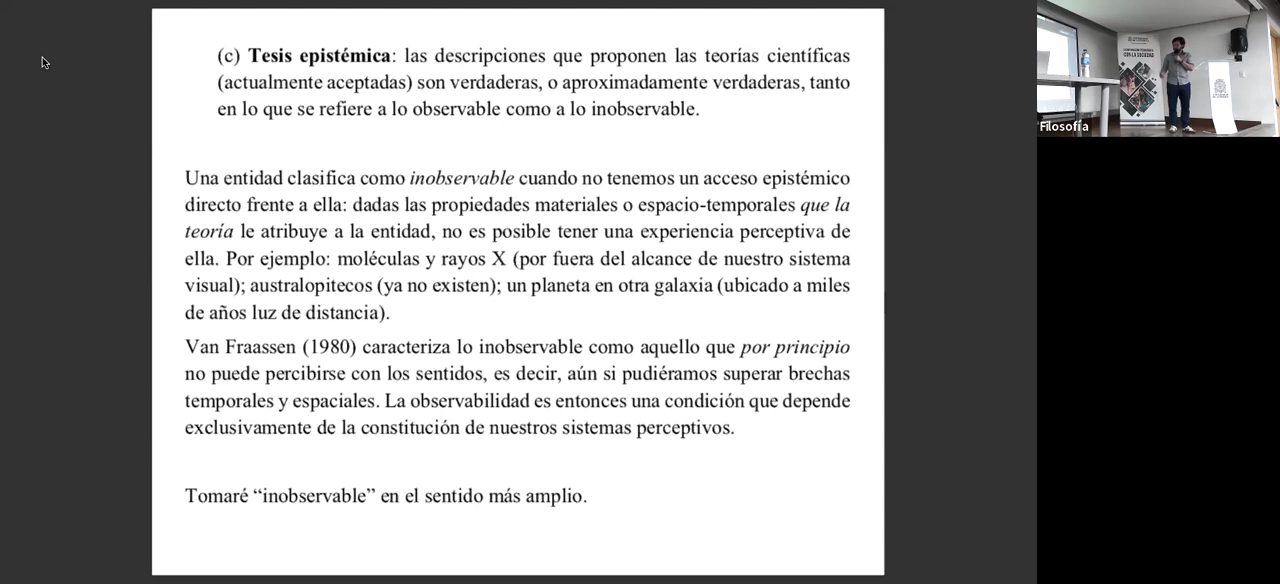 (c) Tesis epistémica: las descripciones que proponen las teorías científicas
(actualmente aceptadas) son verdaderas, o aproximadamente verdaderas, tanto
en lo que se refiere a lo observable como a lo inobservable.
Una entidad clasifica como inobservable cuando no tenemos un acceso epistémico
directo frente a ella: dadas las propiedades materiales o espacio-temporales que la
teoría le atribuye a la entidad, no es posible tener una experiencia perceptiva de
ella. Por ejemplo: moléculas y rayos X (por fuera del alcance de nuestro sistema
visual); australopitecos (ya no existen); un planeta en otra galaxia (ubicado a miles
de años luz de distancia).
Van Fraassen (1980) caracteriza lo inobservable como aquello que por principio
no puede percibirse con los sentidos, es decir, aún si pudiéramos superar brechas
temporales y espaciales. La observabilidad es entonces una condición que depende
exclusivamente de la constitución de nuestros sistemas perceptivos.
Tomaré “inobservable” en el sentido más amplio.
CON LA SOCIEDAD
Filosofía